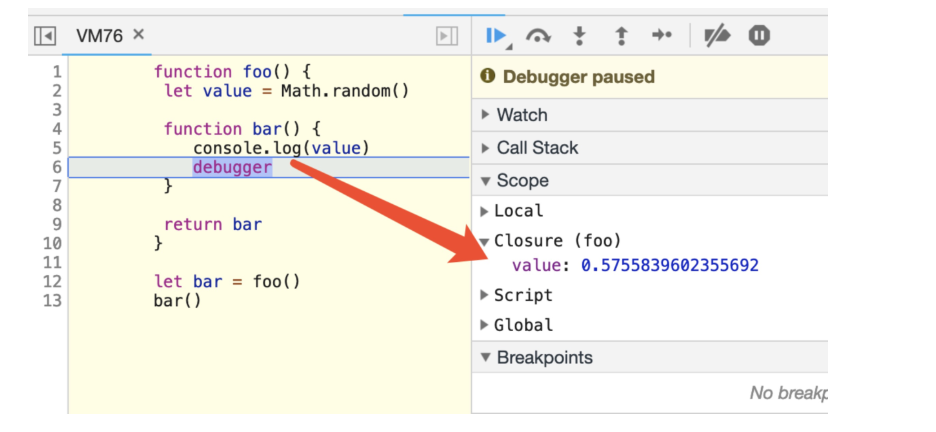 VM76 ×
1 function foo() {
2 let value = Math.random()
3
4 function bar() {
5 console.log(value)
6 debugger
7 }
8
9 return bar
10 }
11
12 let bar = foo()
13 bar()
Debugger paused
Watch
Call Stack
Scope
Local
Closure (foo)
value: 0.5755839602355692
Script
Global
Breakpoints
No breakp